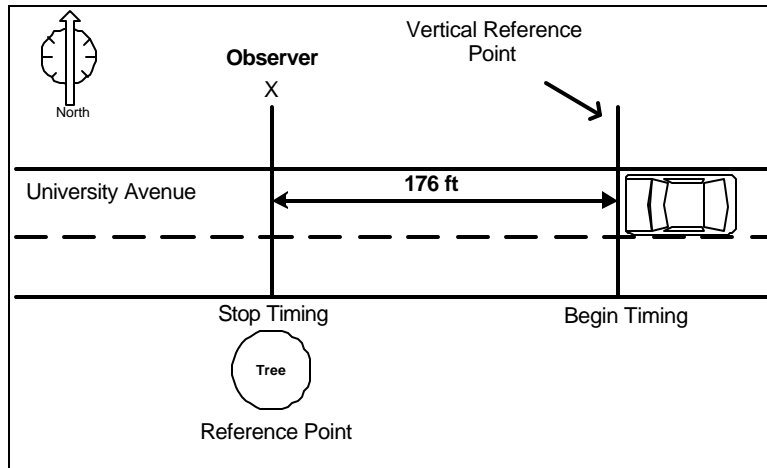 Vertical Reference
Point
Observer
X
North
University Avenue
176 ft
Stop Timing
Begin Timing
Tree
Reference Point